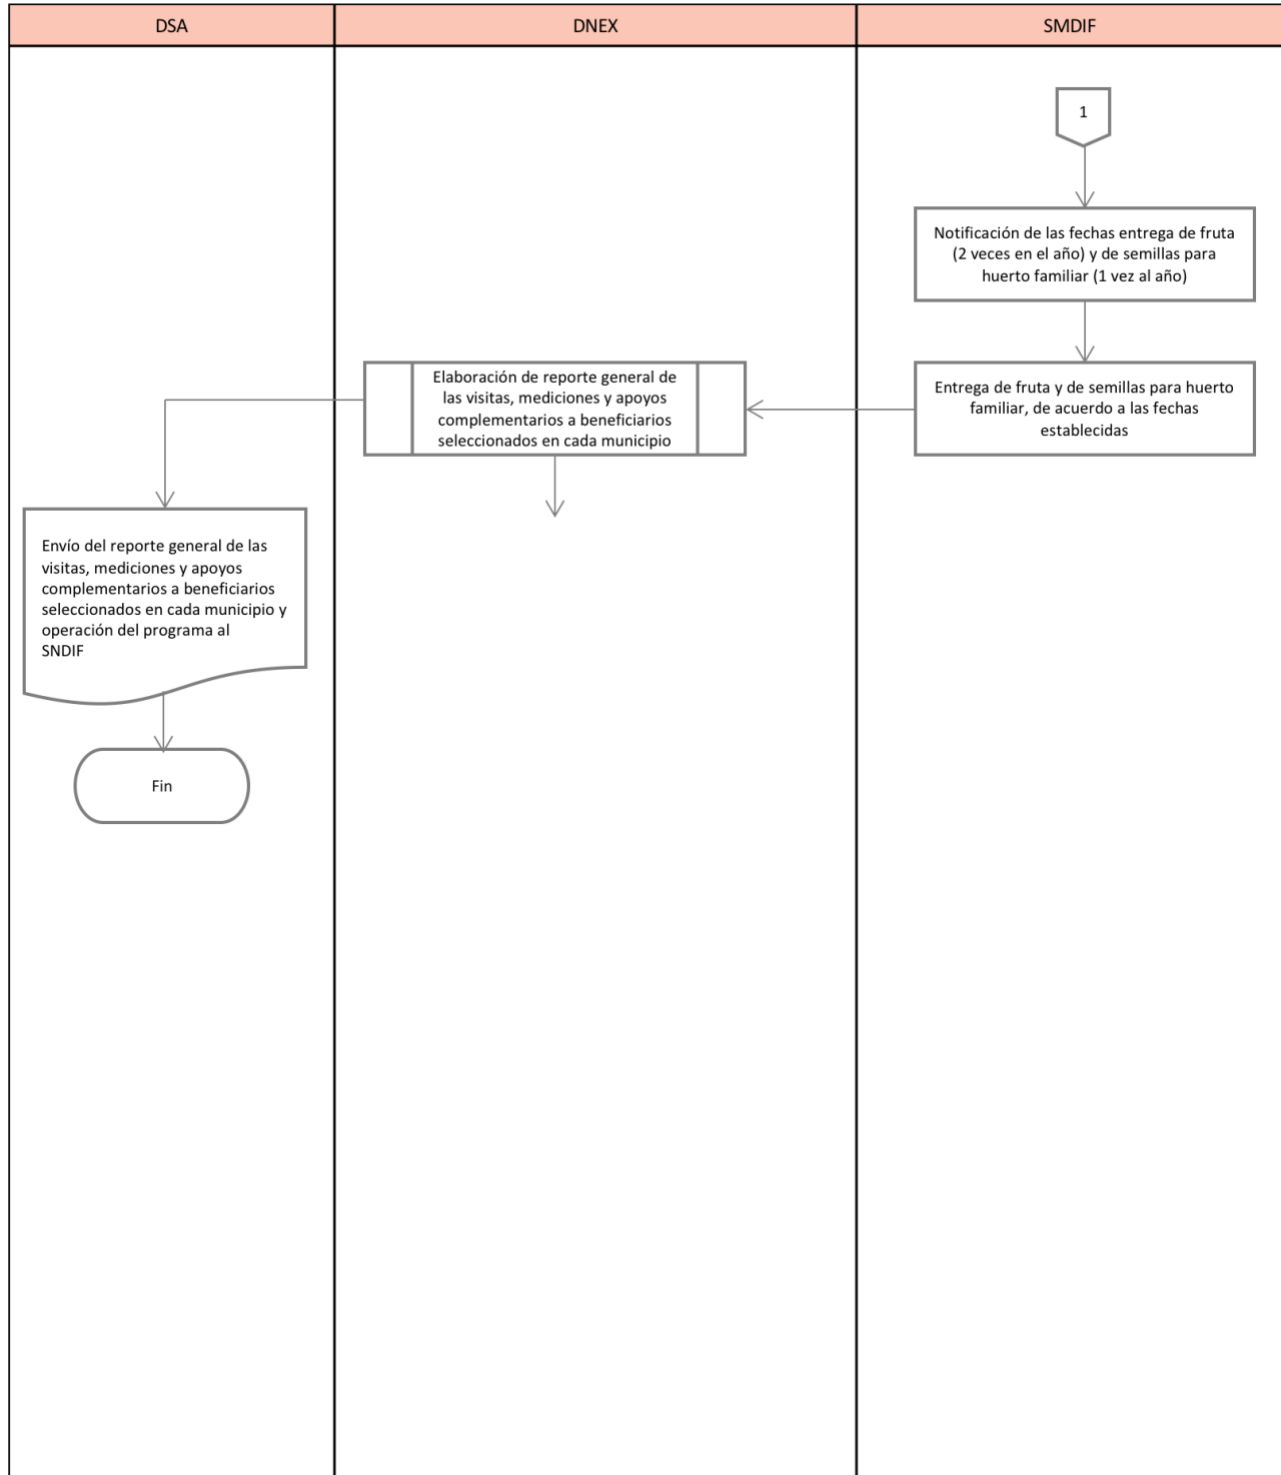 DSA
DNEX
SMDIF
1
Notificación de las fechas entrega de fruta
(2 veces en el año) y de semillas para
huerto familiar (1 vez al año)
Entrega de fruta y de semillas para huerto
familiar, de acuerdo a las fechas
establecidas
Elaboración de reporte general de
las visitas, mediciones y apoyos
complementarios a beneficiarios
seleccionados en cada municipio
Envío del reporte general de las
visitas, mediciones y apoyos
complementarios a beneficiarios
seleccionados en cada municipio y
operación del programa al
SNDIF
Fin